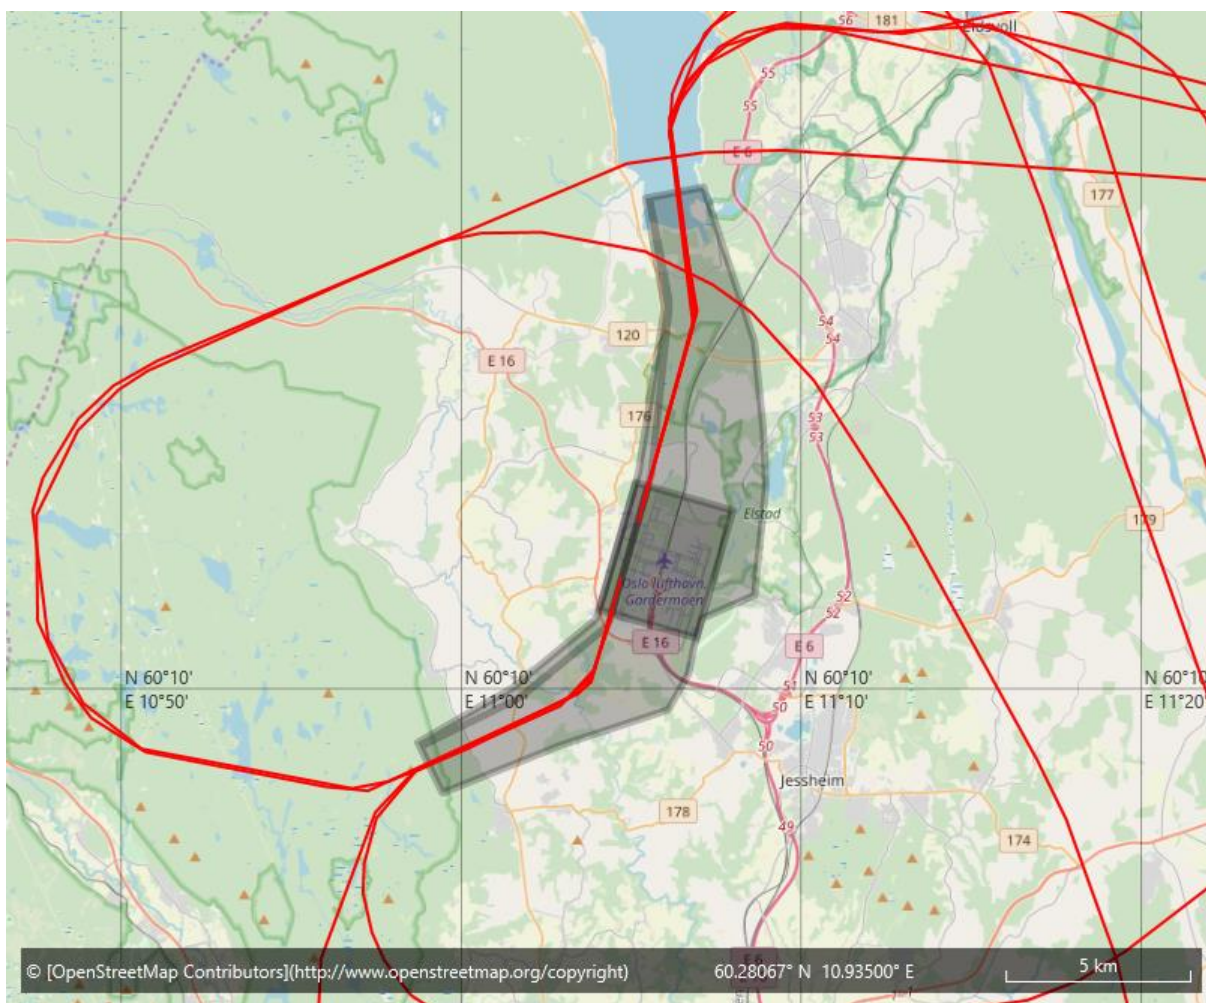 56
181
Eidsvoll
55
55
E 6
177
54
54
120
E 16
176
53
53
Elstad
179
Oslo lufthavn,
Gardermoen
52
52
E 16
E 6
N 60°10'
E 10°50'
N 60°10'
E 11°00'
N 60°10'
E 11°10'
N 60°10'
E 11°20'
51
50
50
Jessheim
178
49
174
E 6
© [OpenStreetMap Contributors](http://www.openstreetmap.org/copyright)
60.28067° N 10.93500° E
5 km